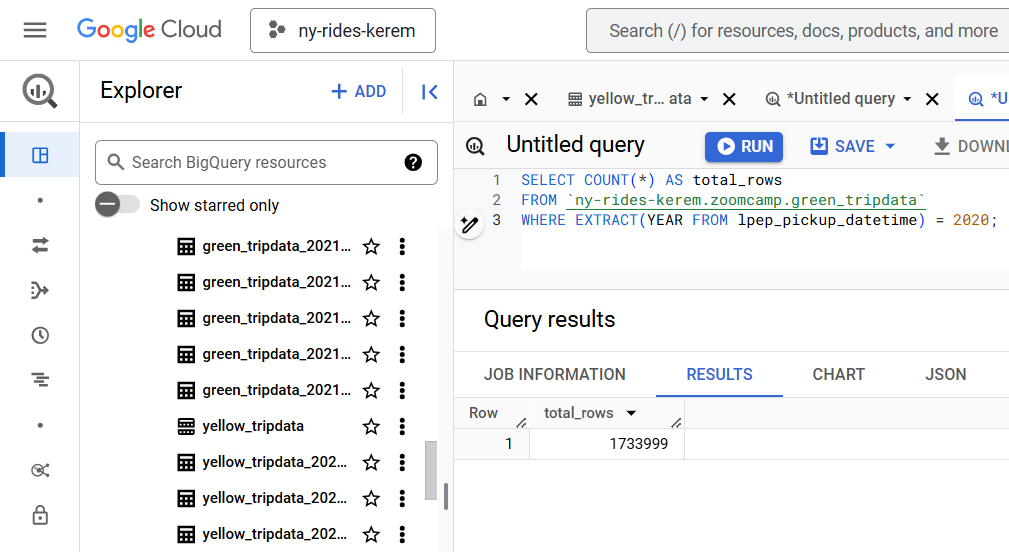 Google Cloud
ny-rides-kerem
Search (/) for resources, docs, products, and more
Explorer
+ ADD
Search BigQuery resources
Show starred only
green_tripdata_2021...
green_tripdata_2021...
green_tripdata_2021...
green_tripdata_2021...
green_tripdata_2021...
yellow_tripdata
yellow_tripdata_202...
yellow_tripdata_202...
yellow_tripdata_202...
yellow_tr... ata
*Untitled query
*U
Untitled query
RUN
SAVE
DOWNL
1 SELECT COUNT(*) AS total_rows
2 FROM `ny-rides-kerem.zoomcamp.green_tripdata`
3 WHERE EXTRACT(YEAR FROM lpep_pickup_datetime) = 2020;
Query results
JOB INFORMATION RESULTS CHART JSON
Row total_rows
1 1733999